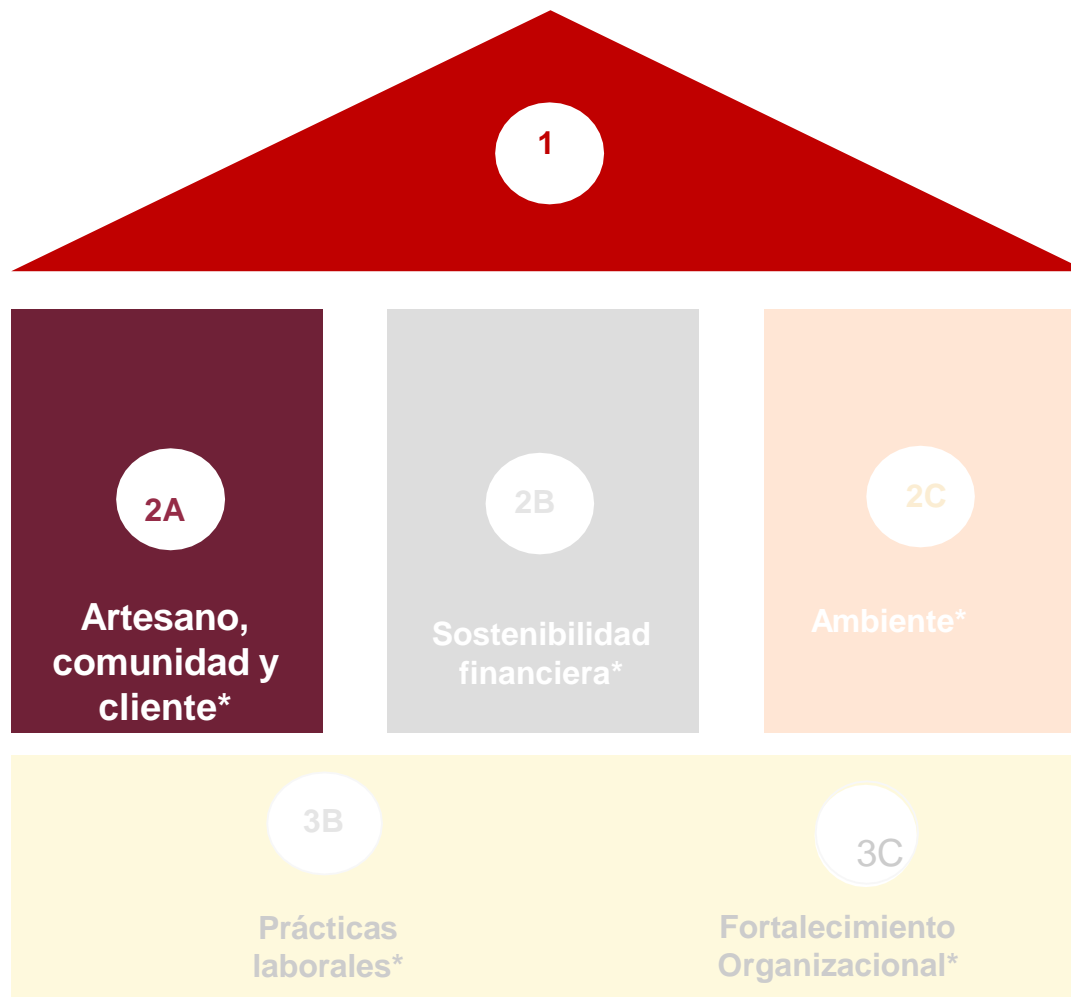 1
2A
Artesano,
comunidad y
cliente*
2B
Sostenibilidad
financiera*
2C
Ambiente*
3B
Prácticas
laborales*
3C
Fortalecimiento
Organizacional*